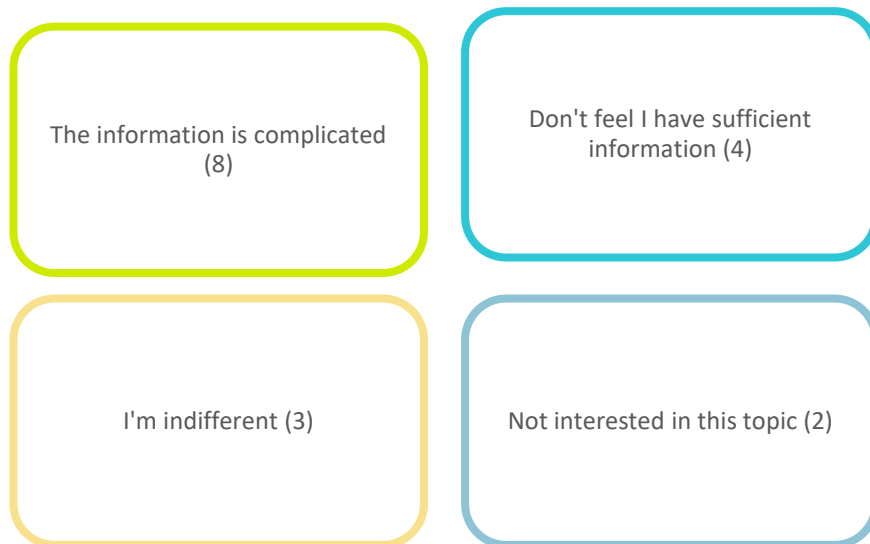 The information is complicated
(8)
Don't feel I have sufficient
information (4)
I'm indifferent (3)
Not interested in this topic (2)